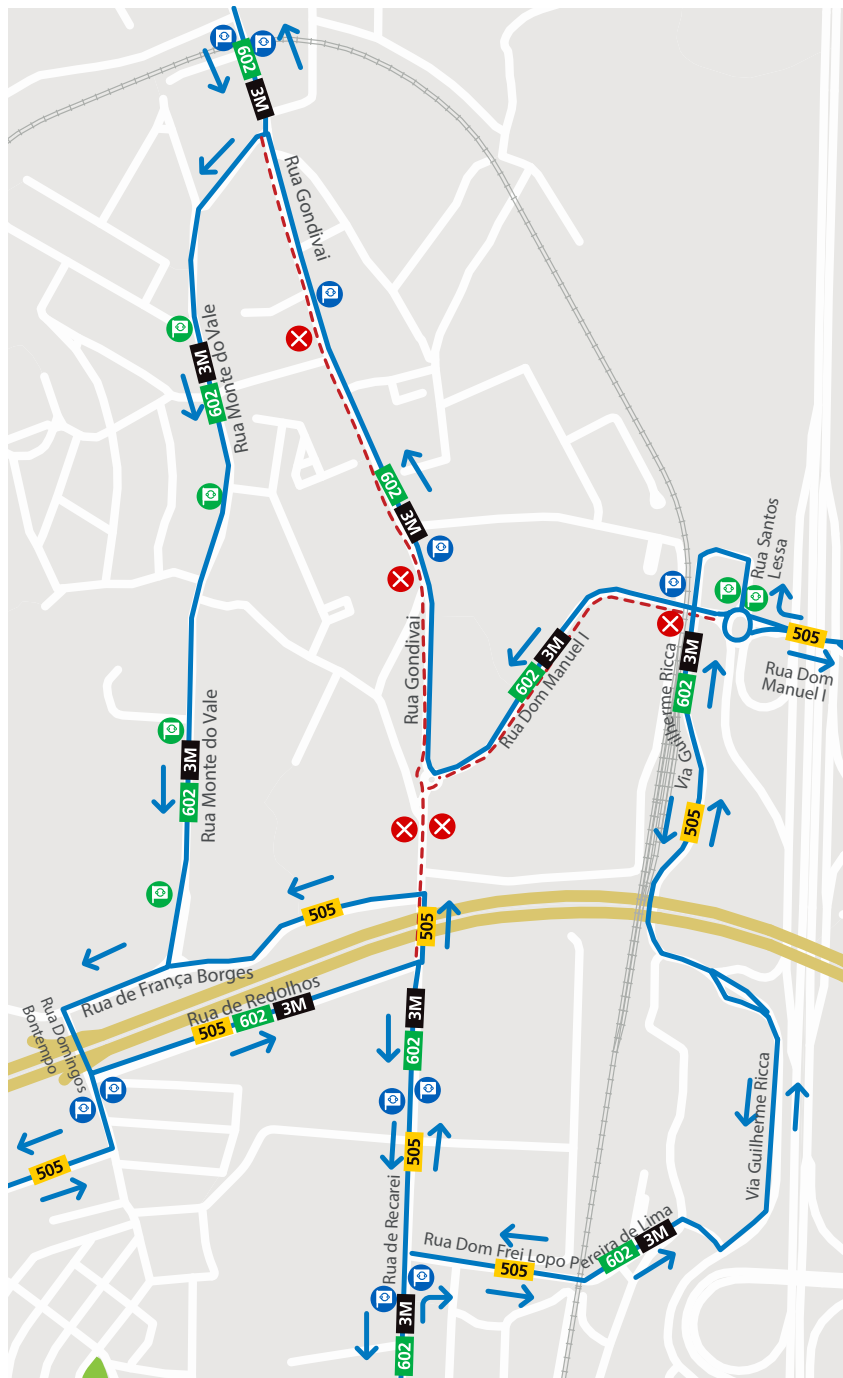 602
3M
Rua Gondivai
3M
602
Rua Monte do Vale
602
3M
Rua Santos
Lessa
505
Rua Dom
Manuel I
3M
602
Rua Dom Manuel I
3M
602
Via Guilherme Ricca
Rua Gondivai
Rua Monte do Vale
3M
602
505
505
505
Rua de França Borges
Rua de Redolhos
505
602
3M
Rua Domingos
Bontempo
3M
602
505
505
Via Guilherme Ricca
Rua de Recarei
Rua Dom Frei Lopo Pereira de Lima
505
602
3M
3M
602